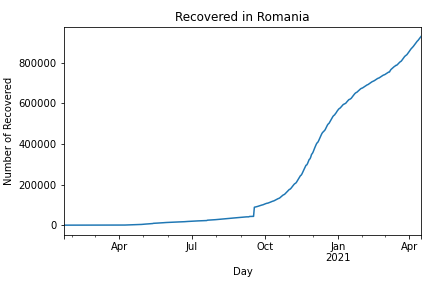 Recovered in Romania
Number of Recovered
800000
600000
400000
200000
0
Apr
Jul
Oct
Jan
2021
Apr
Day